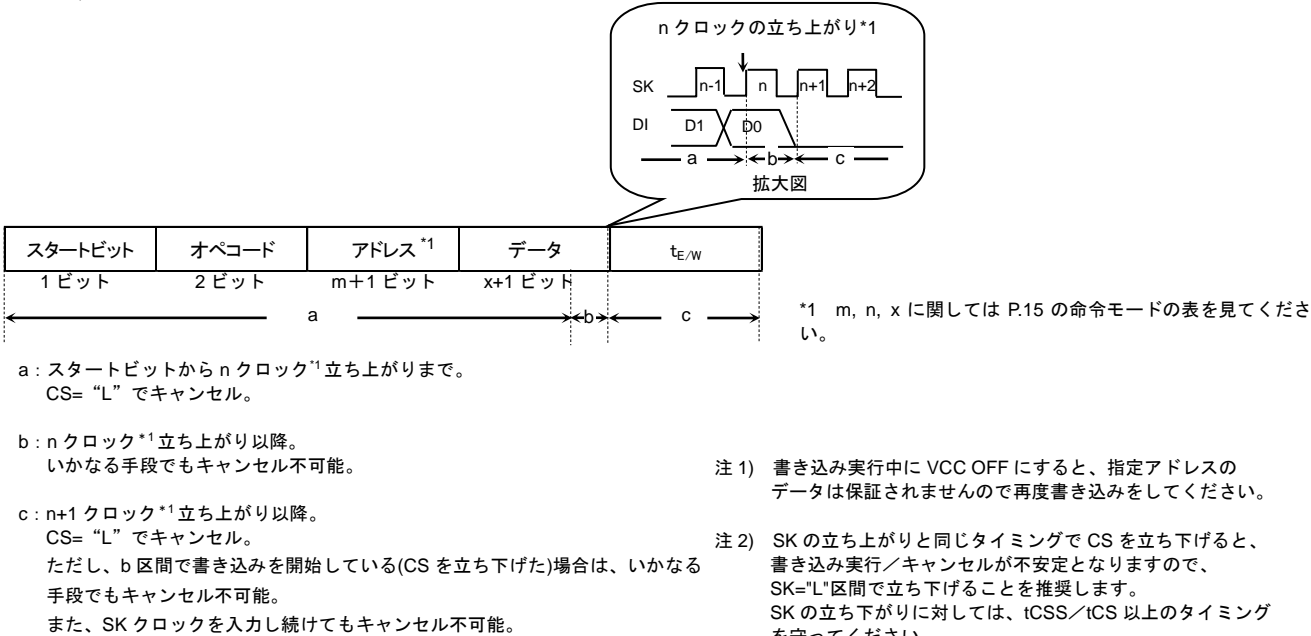 n クロックの立ち上がり*1
SK
n-1
n
n+1
n+2
DI
D1
D0
a
b
c
拡大図
スタートビット
オペコード
アドレス*1
データ
tE/W
1 ビット
2 ビット
m＋1 ビット
x+1 ビット
a
b
c
*1 m, n, x に関しては P.15 の命令モードの表を見てくださ
い。
a：スタートビットから n クロック*1立ち上がりまで。
CS= “L”でキャンセル。
b：n クロック*1立ち上がり以降。
いかなる手段でもキャンセル不可能。
c：n+1 クロック*1立ち上がり以降。
CS= “L”でキャンセル。
ただし、b 区間で書き込みを開始している(CS を立ち下げた)場合は、いかなる
手段でもキャンセル不可能。
また、SK クロックを入力し続けてもキャンセル不可能。
注 1) 書き込み実行中に VCC OFF にすると、指定アドレスの
データは保証されませんので再度書き込みをしてください。
注 2) SK の立ち上がりと同じタイミングで CS を立ち下げると、
書き込み実行／キャンセルが不安定となりますので、
SK="L"区間で立ち下げることを推奨します。
SK の立ち下がりに対しては、tCSS／tCS 以上のタイミング
を守ってください